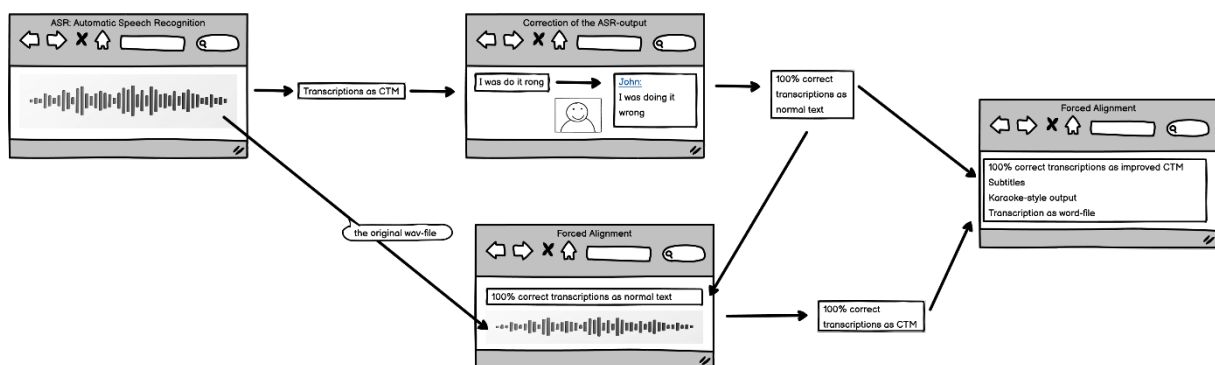 ASR: Automatic Speech Recognition
Transcriptions as CTM
Correction of the ASR-output
I was do it rong
John:
I was doing it
wrong
100% correct
transcriptions as
normal text
the original wav-file
Forced Alignment
100% correct transcriptions as normal text
100% correct
transcriptions as CTM
Forced Alignment
100% correct transcriptions as improved CTM
Subtitles
Karaoke-style output
Transcription as word-file